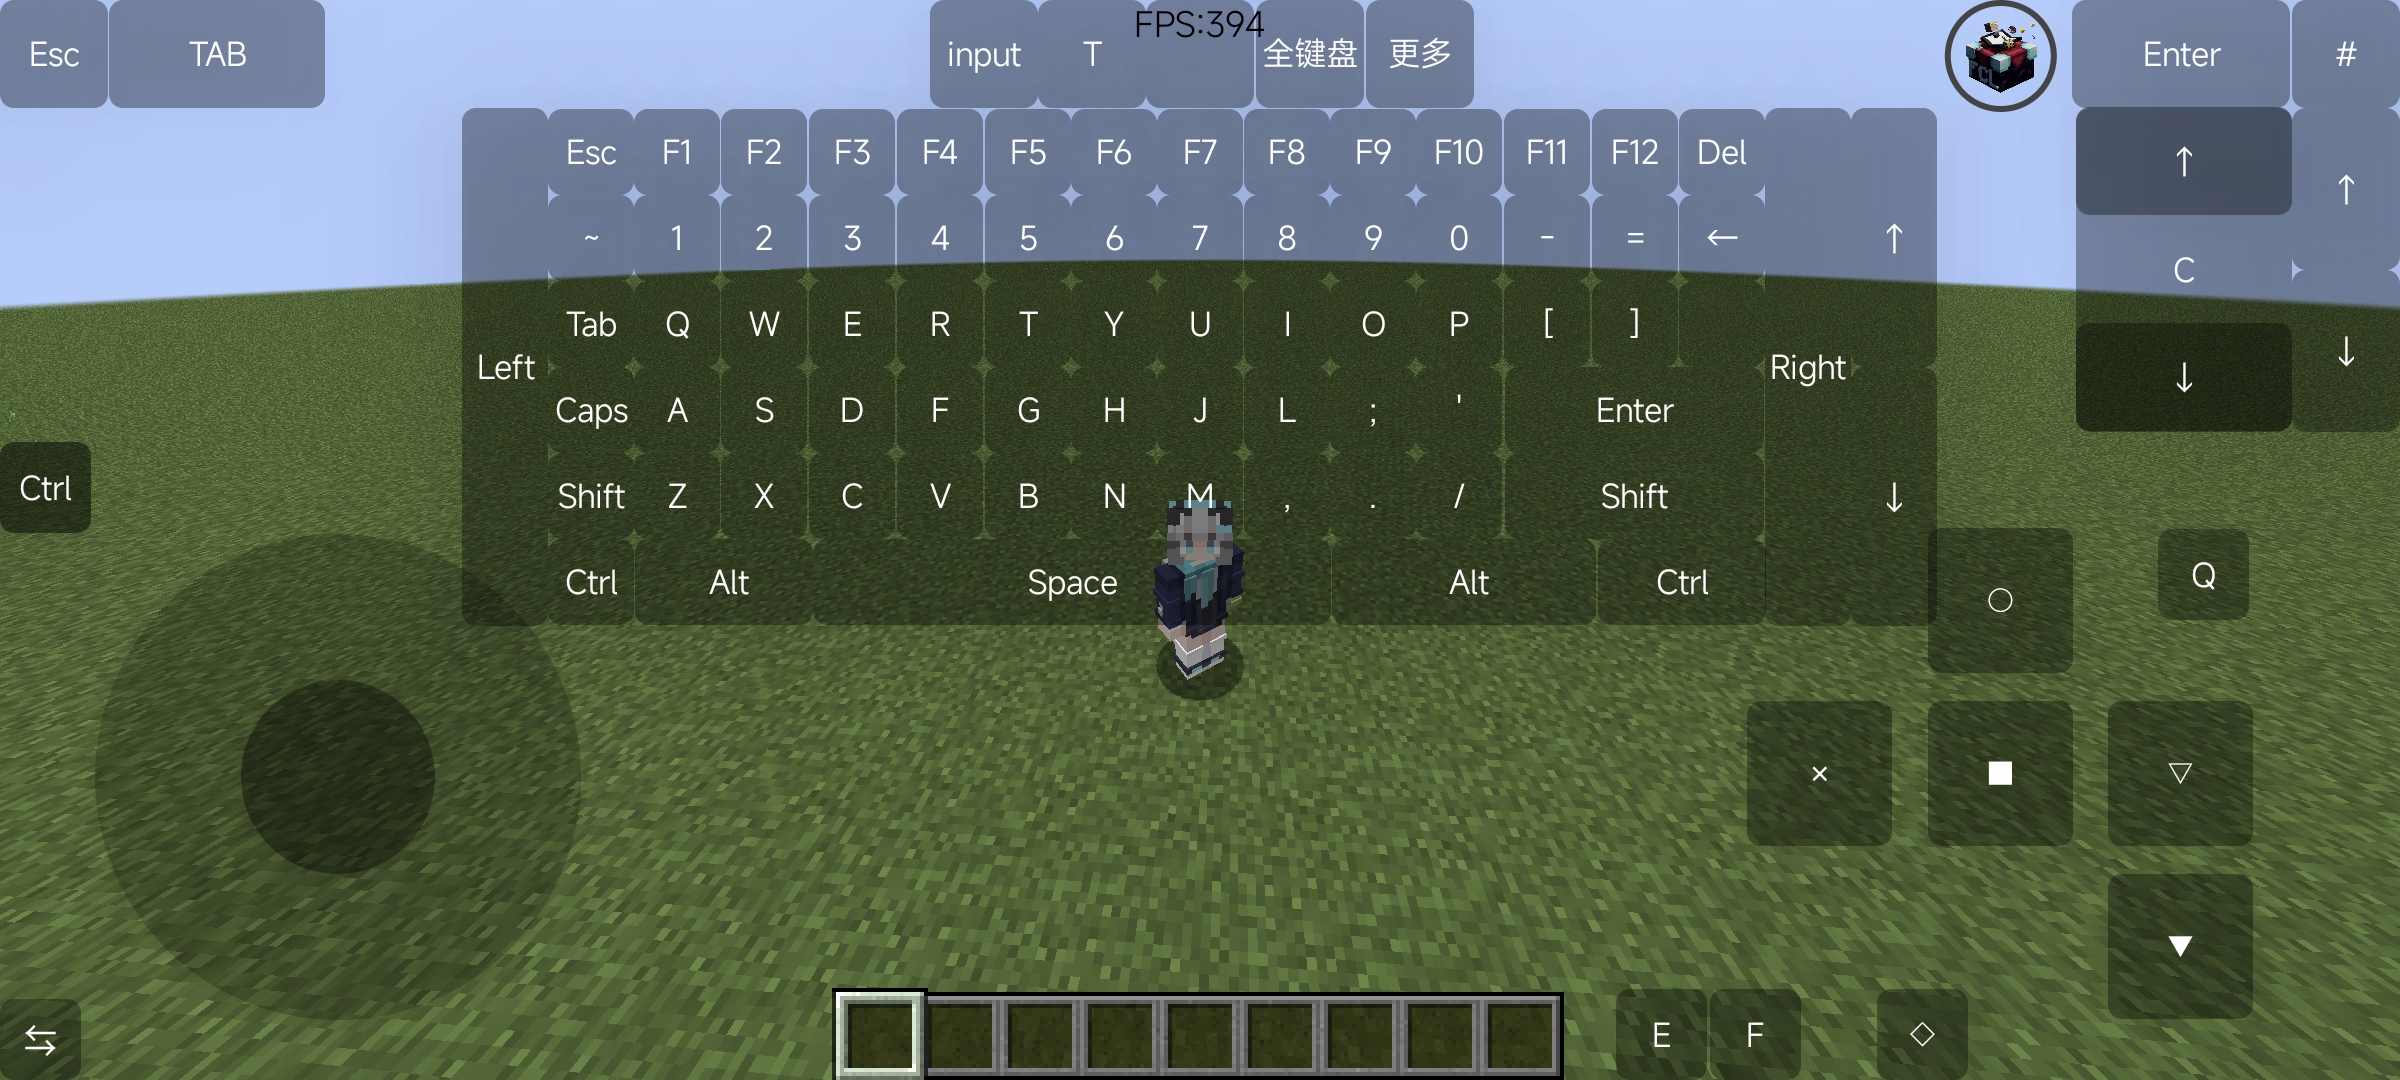 FPS:394
Esc TAB input T 全键盘 更多 Enter #
Esc F1 F2 F3 F4 F5 F6 F7 F8 F9 F10 F11 F12 Del ↑ ↑
~ 1 2 3 4 5 6 7 8 9 0 - = ← ↑ C
Tab Q W E R T Y U I O P [ ]
Left Right ↓ ↓
Caps A S D F G H J L ; ' Enter
Ctrl Shift Z X C V B N M , . / Shift ↓
Ctrl Alt Space Alt Ctrl ○ Q
× ■ ▽
▼
⇆ E F ◇